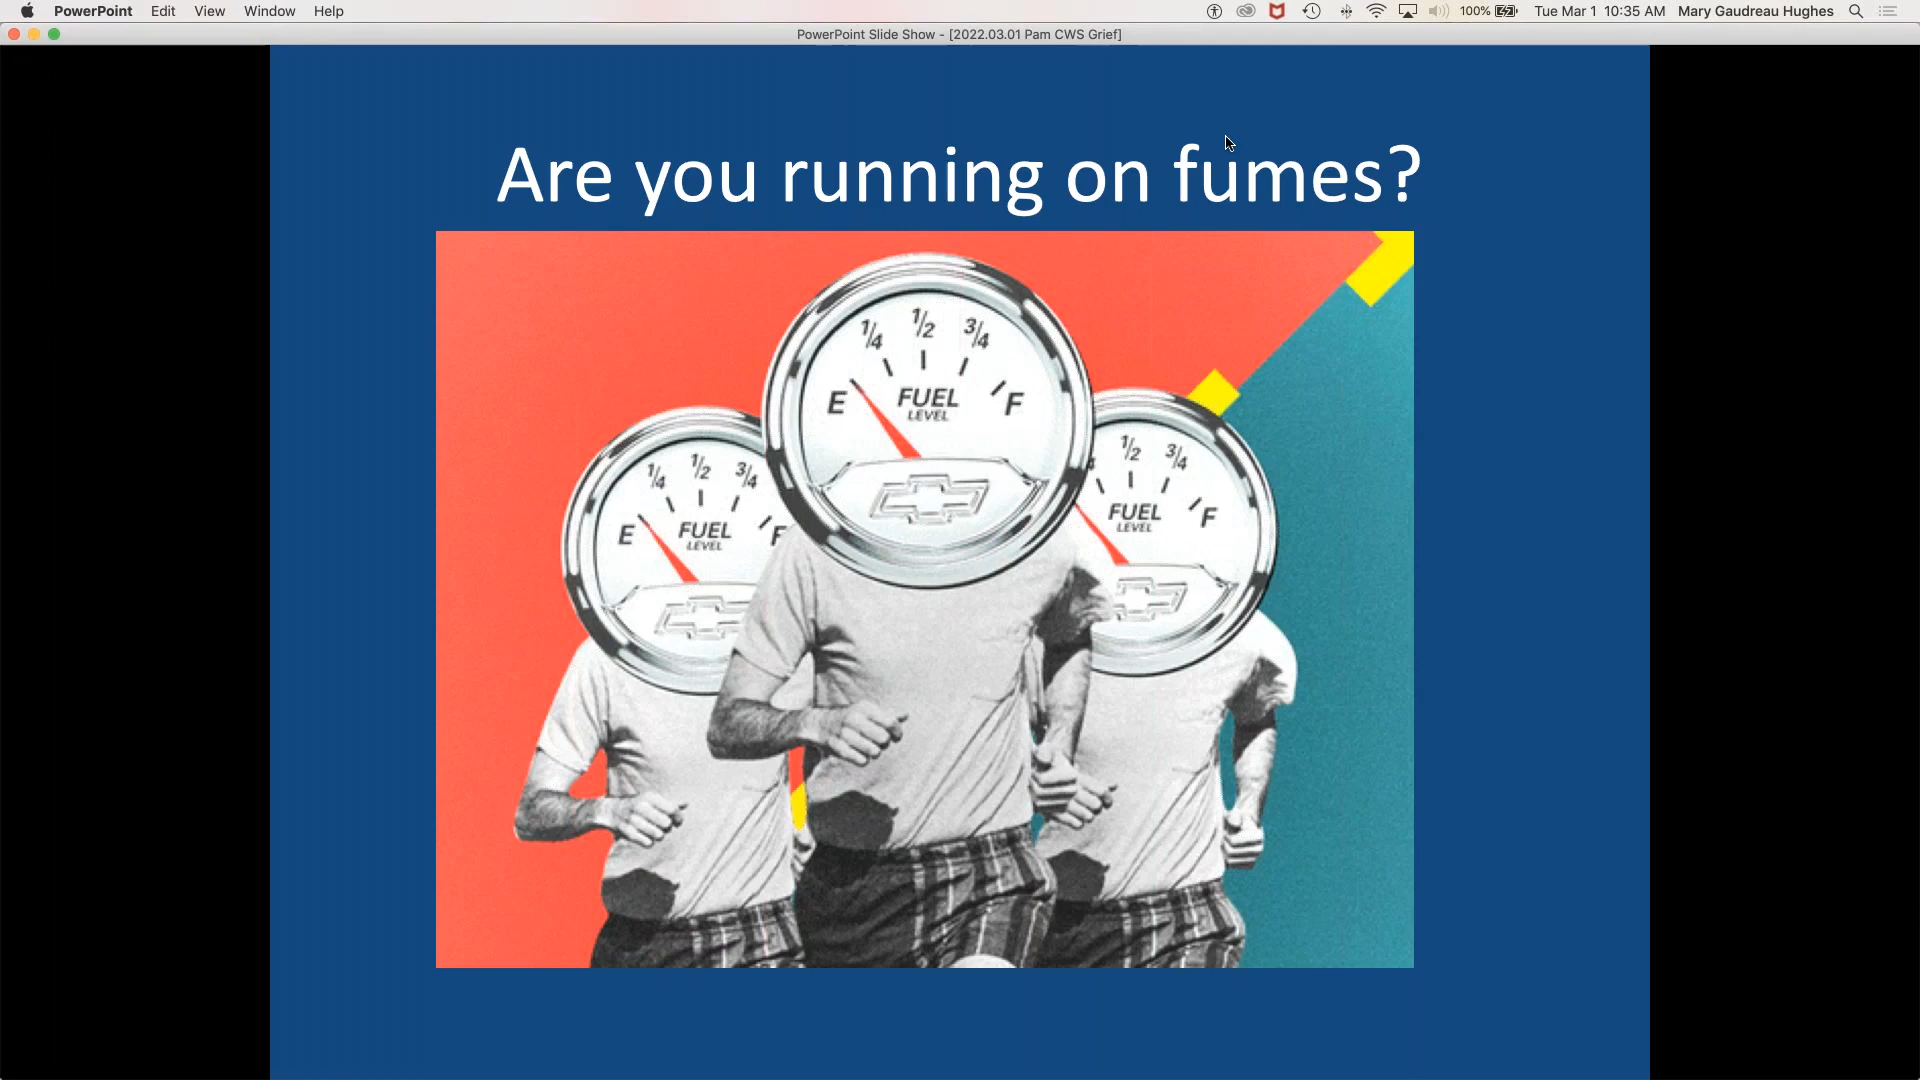 PowerPoint Edit View Window Help 100% Tue Mar 1 10:35 AM Mary Gaudreau Hughes
PowerPoint Slide Show - [2022.03.01 Pam CWS Grief]
Are you running on fumes?
1/4 1/2 3/4
E FUEL F
LEVEL
1/4 1/2 3/4
E FUEL F
LEVEL
1/2 3/4
FUEL F
LEVEL